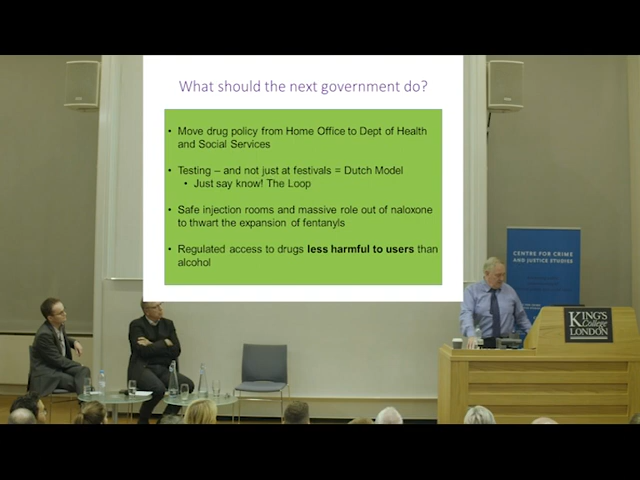 What should the next government do?
• Move drug policy from Home Office to Dept of Health
and Social Services
• Testing – and not just at festivals = Dutch Model
• Just say know! The Loop
• Safe injection rooms and massive role out of naloxone
to thwart the expansion of fentanyls
• Regulated access to drugs less harmful to users than
alcohol
CENTRE FOR CRIME
AND JUSTICE STUDIES
KING'S
College
LONDON